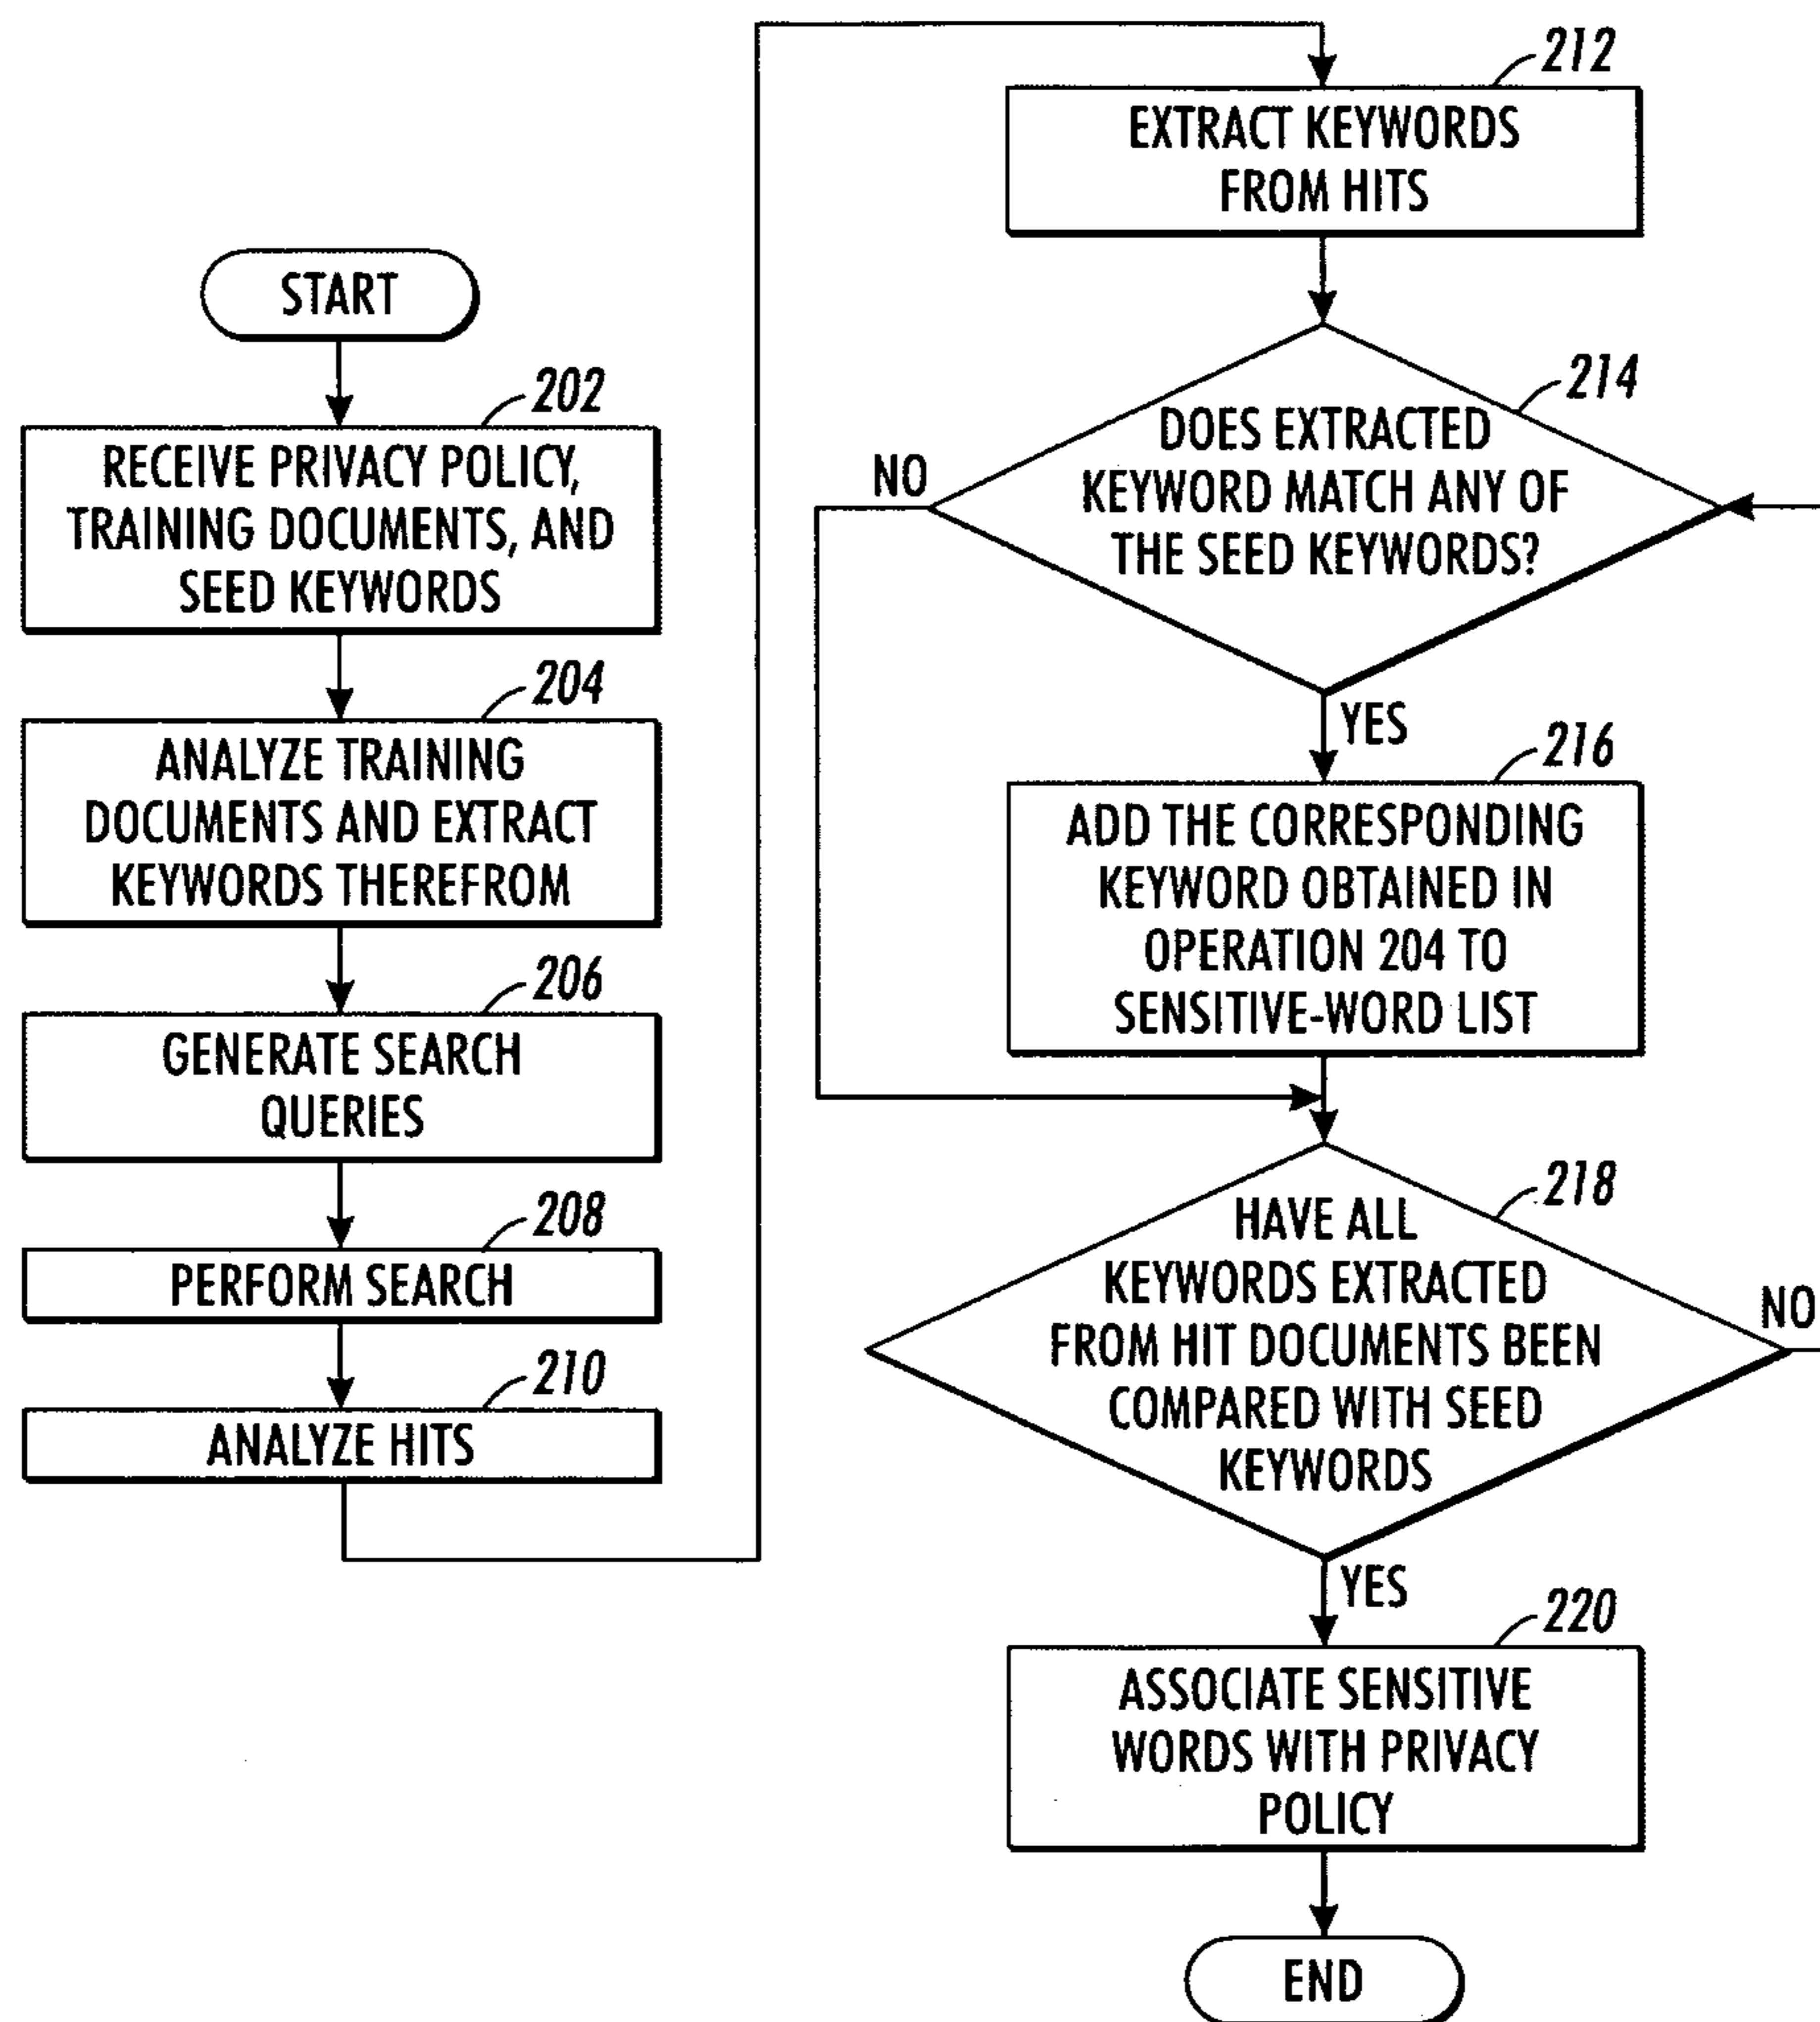 START
202
RECEIVE PRIVACY POLICY,
TRAINING DOCUMENTS, AND
SEED KEYWORDS
204
ANALYZE TRAINING
DOCUMENTS AND EXTRACT
KEYWORDS THEREFROM
206
GENERATE SEARCH
QUERIES
208
PERFORM SEARCH
210
ANALYZE HITS
212
EXTRACT KEYWORDS
FROM HITS
214
DOES EXTRACTED
KEYWORD MATCH ANY OF
THE SEED KEYWORDS?
NO
YES
216
ADD THE CORRESPONDING
KEYWORD OBTAINED IN
OPERATION 204 TO
SENSITIVE-WORD LIST
218
HAVE ALL
KEYWORDS EXTRACTED
FROM HIT DOCUMENTS BEEN
COMPARED WITH SEED
KEYWORDS
NO
YES
220
ASSOCIATE SENSITIVE
WORDS WITH PRIVACY
POLICY
END